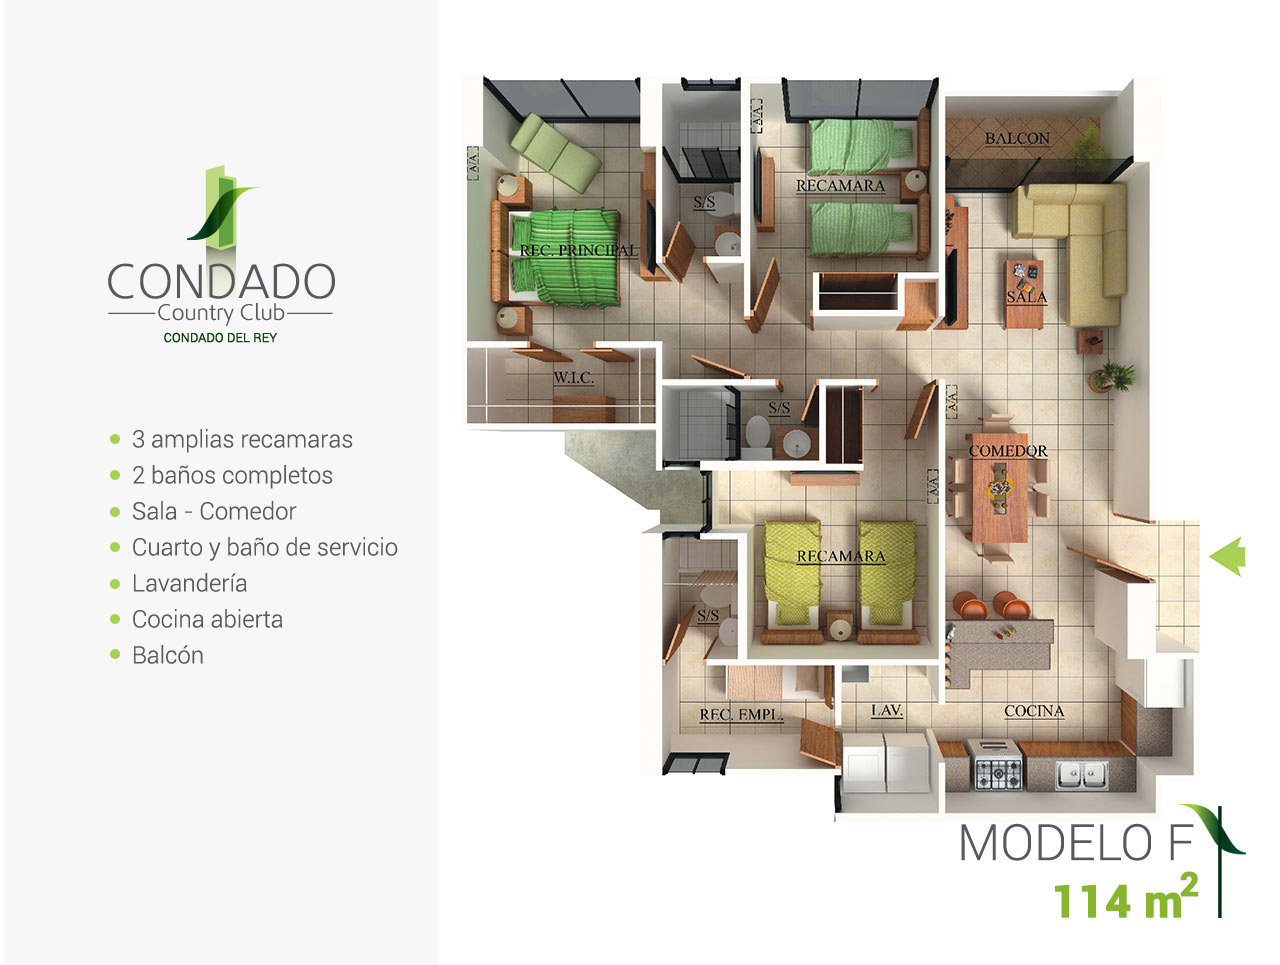 CONDADO
Country Club
CONDADO DEL REY
3 amplias recamaras
2 baños completos
Sala - Comedor
Cuarto y baño de servicio
Lavandería
Cocina abierta
Balcón
A/A
A/A
BALCON
RECAMARA
S/S
REC. PRINCIPAL
SALA
W.I.C.
S/S
A/A
COMEDOR
A/A
RECAMARA
S/S
REC. EMPL.
LAV.
COCINA
MODELO F
114 m²